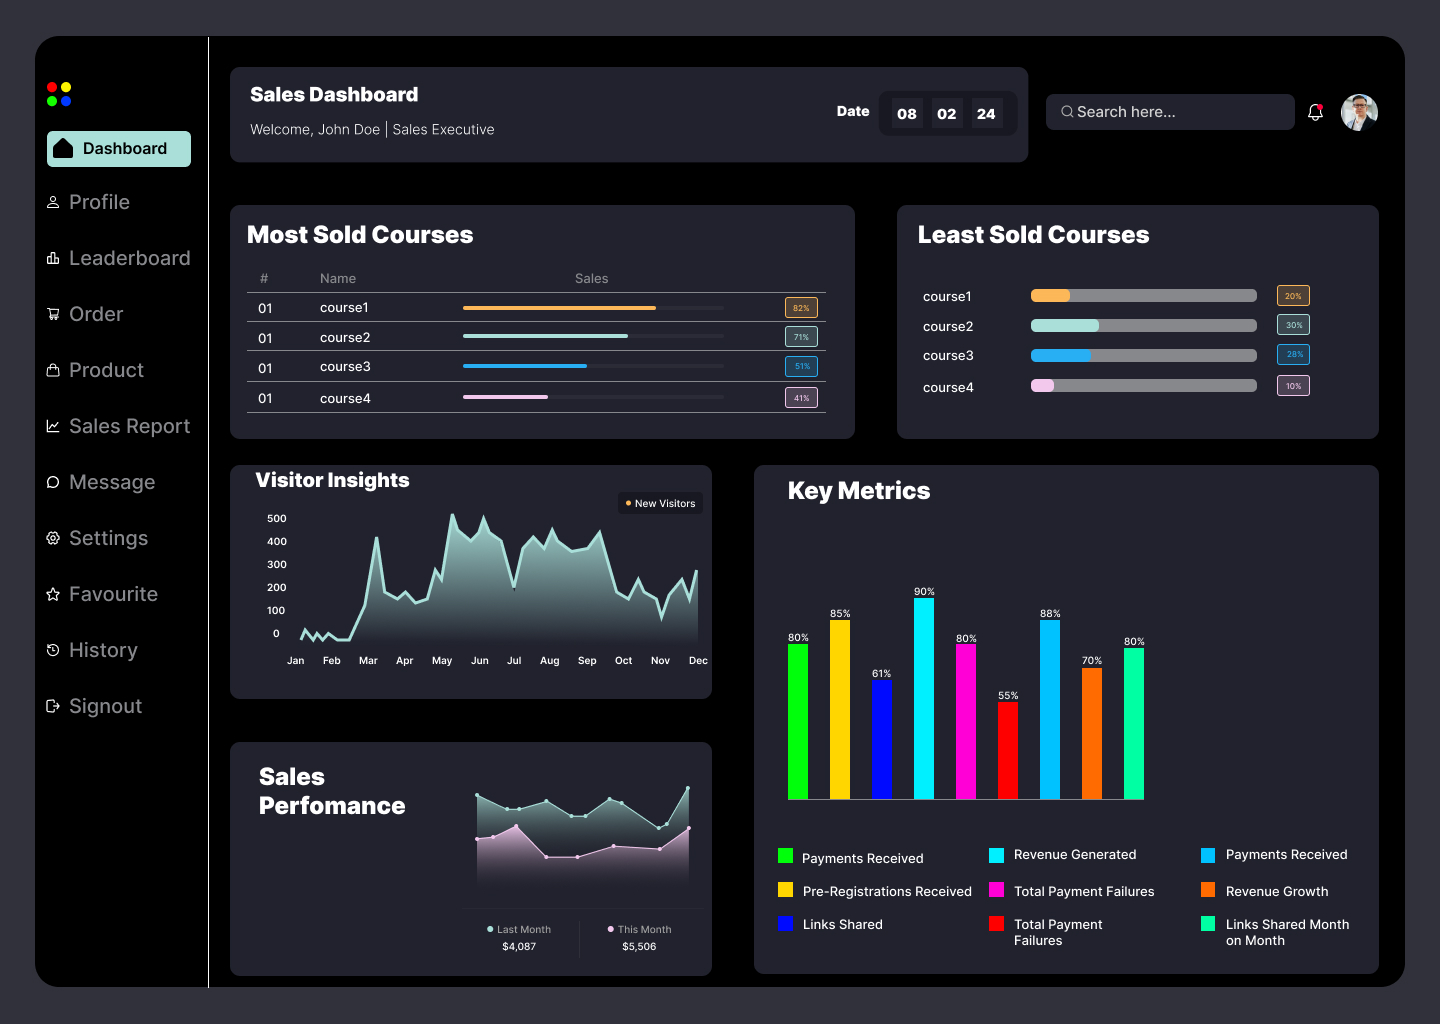 Dashboard
Profile
Leaderboard
Order
Product
Sales Report
Message
Settings
Favourite
History
Signout
Sales Dashboard
Welcome, John Doe | Sales Executive
Date 08 02 24
Search here...
Most Sold Courses
# Name Sales
01 course1 82%
01 course2 71%
01 course3 51%
01 course4 41%
Least Sold Courses
course1 20%
course2 30%
course3 28%
course4 10%
Visitor Insights
New Visitors
500
400
300
200
100
0
Jan Feb Mar Apr May Jun Jul Aug Sep Oct Nov Dec
Sales
Perfomance
Last Month This Month
$4,087 $5,506
Key Metrics
80% 85% 61% 90% 80% 55% 88% 70% 80%
Payments Received Revenue Generated Payments Received
Pre-Registrations Received Total Payment Failures Revenue Growth
Links Shared
Total Payment
Failures
Links Shared Month
on Month